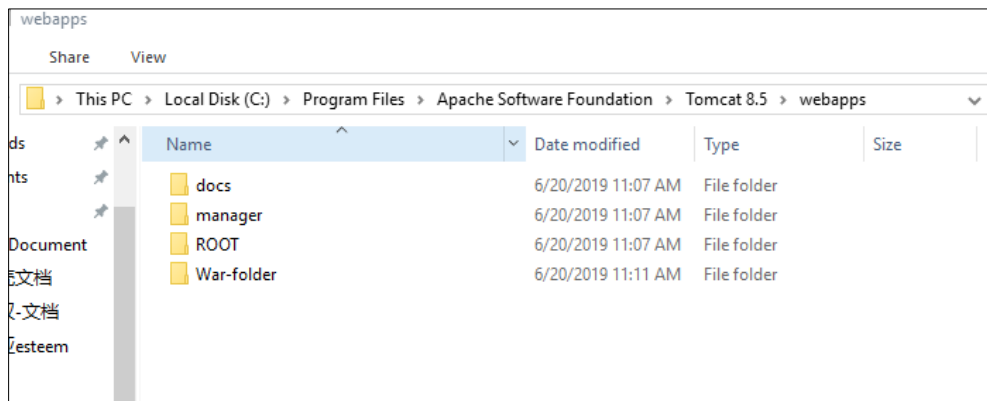 webapps
Share View
This PC > Local Disk (C:) > Program Files > Apache Software Foundation > Tomcat 8.5 > webapps
ds Name Date modified Type Size
nts docs 6/20/2019 11:07 AM File folder
manager 6/20/2019 11:07 AM File folder
Document ROOT 6/20/2019 11:07 AM File folder
文档 War-folder 6/20/2019 11:11 AM File folder
-文档
esteem